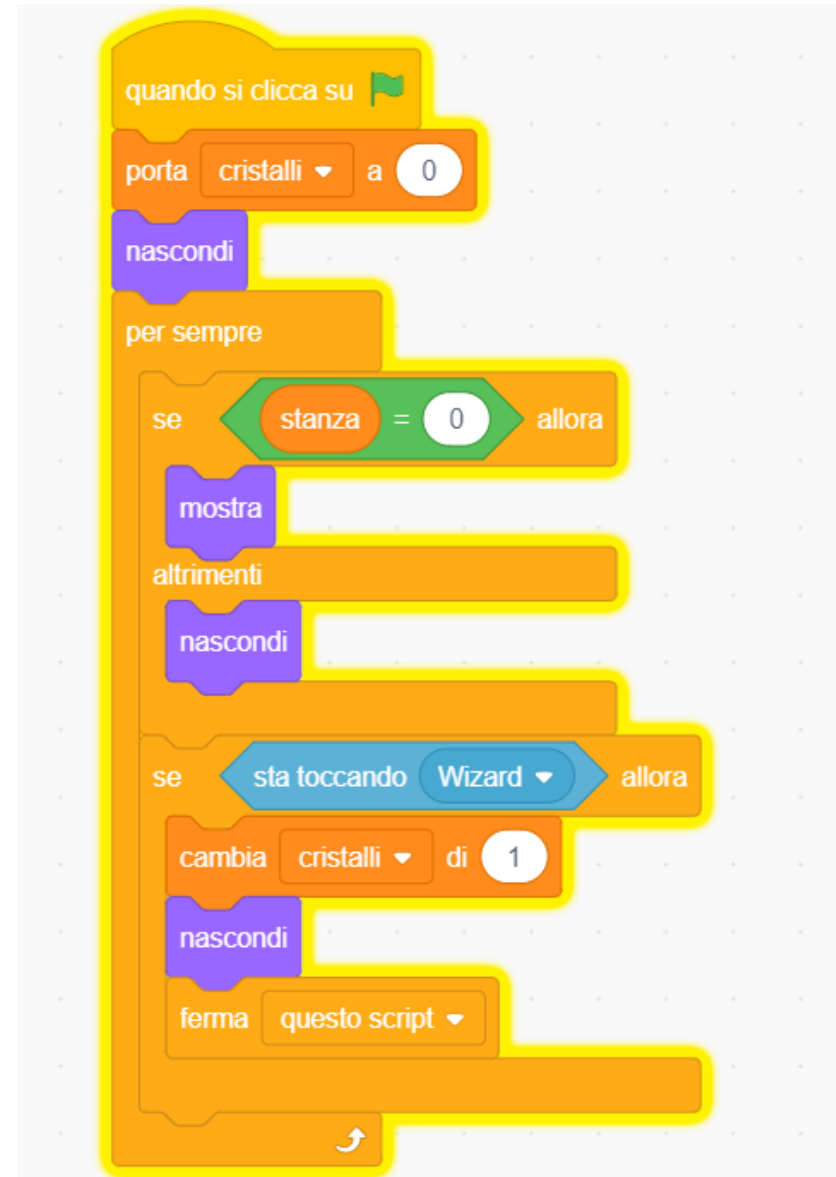 quando si clicca su
porta cristalli a 0
nascondi
per sempre
se stanza = 0 allora
mostra
altrimenti
nascondi
se sta toccando Wizard allora
cambia cristalli di 1
nascondi
ferma questo script